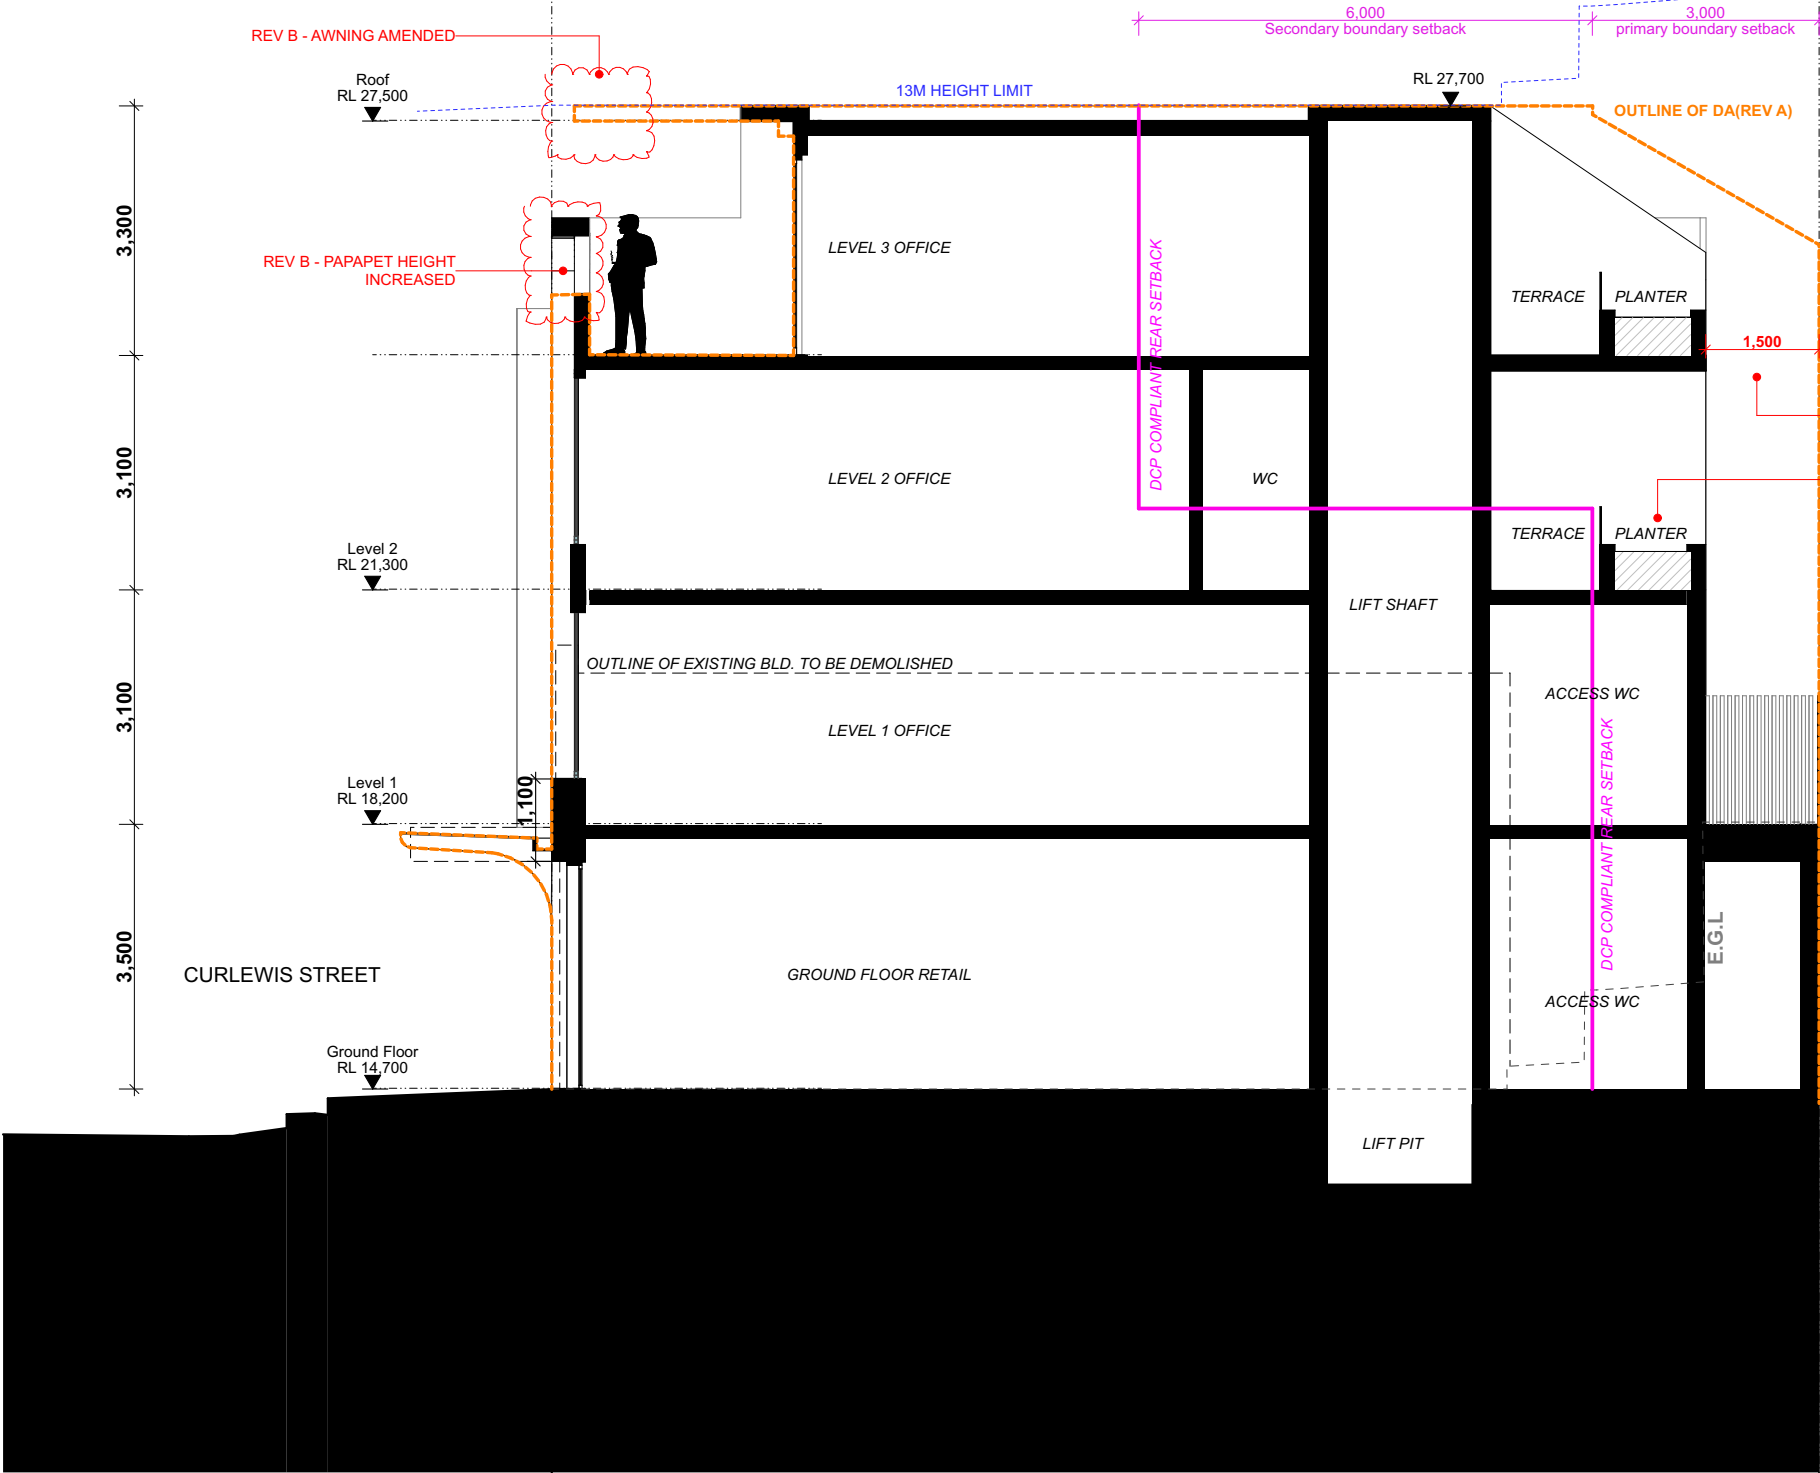 6,000
Secondary boundary setback
3,000
primary boundary setback
REV B - AWNING AMENDED
Roof
RL 27,500
13M HEIGHT LIMIT
RL 27,700
OUTLINE OF DA(REV A)
3,300
REV B - PAPAPET HEIGHT
INCREASED
LEVEL 3 OFFICE
DCP COMPLIANT REAR SETBACK
TERRACE
PLANTER
1,500
3,100
LEVEL 2 OFFICE
WC
TERRACE
PLANTER
Level 2
RL 21,300
LIFT SHAFT
OUTLINE OF EXISTING BLD. TO BE DEMOLISHED
3,100
LEVEL 1 OFFICE
ACCESS WC
DCP COMPLIANT REAR SETBACK
Level 1
RL 18,200
1,100
3,500
CURLEWIS STREET
GROUND FLOOR RETAIL
E.G.L
ACCESS WC
Ground Floor
RL 14,700
LIFT PIT